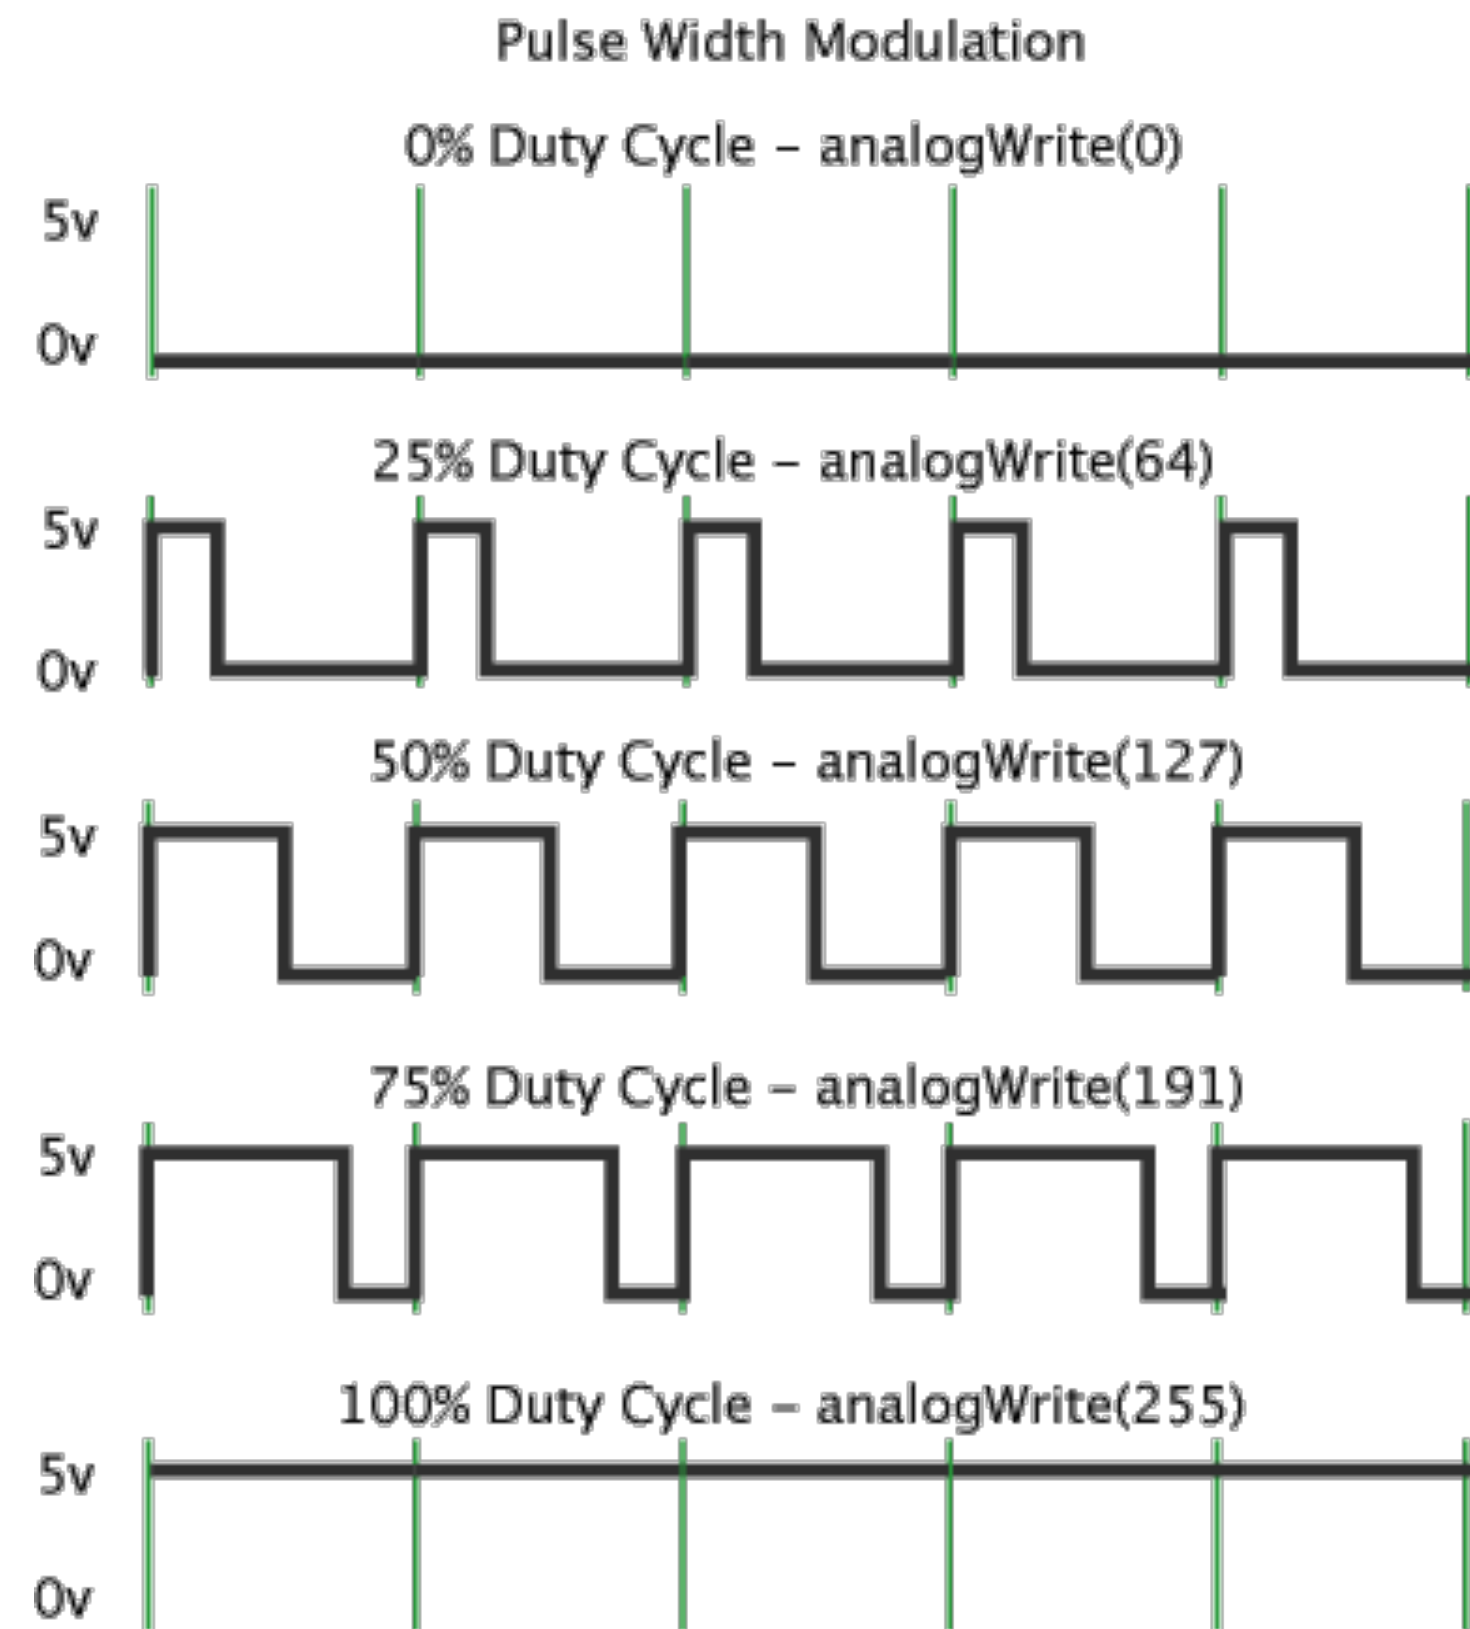 Pulse Width Modulation
0% Duty Cycle – analogWrite(0)
5v
0v
25% Duty Cycle – analogWrite(64)
5v
0v
50% Duty Cycle – analogWrite(127)
5v
0v
75% Duty Cycle – analogWrite(191)
5v
0v
100% Duty Cycle – analogWrite(255)
5v
0v